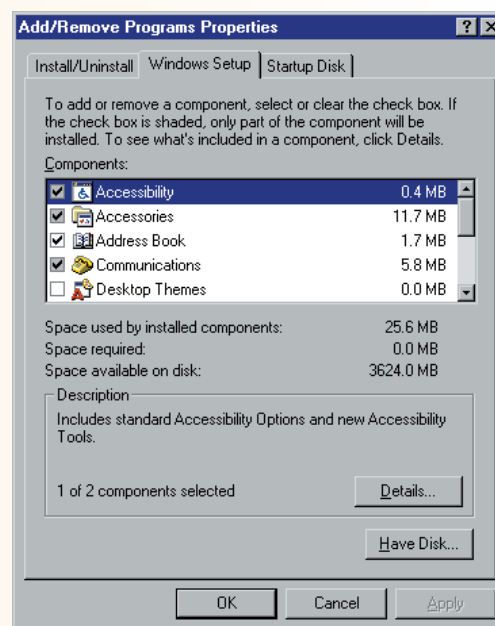 Add/Remove Programs Properties
Install/Uninstall Windows Setup Startup Disk
To add or remove a component, select or clear the check box. If
the check box is shaded, only part of the component will be
installed. To see what's included in a component, click Details.
Components:
Accessibility 0.4 MB
Accessories 11.7 MB
Address Book 1.7 MB
Communications 5.8 MB
Desktop Themes 0.0 MB
Space used by installed components: 25.6 MB
Space required: 0.0 MB
Space available on disk: 3624.0 MB
Description
Includes standard Accessibility Options and new Accessibility
Tools.
1 of 2 components selected Details...
Have Disk...
OK Cancel Apply